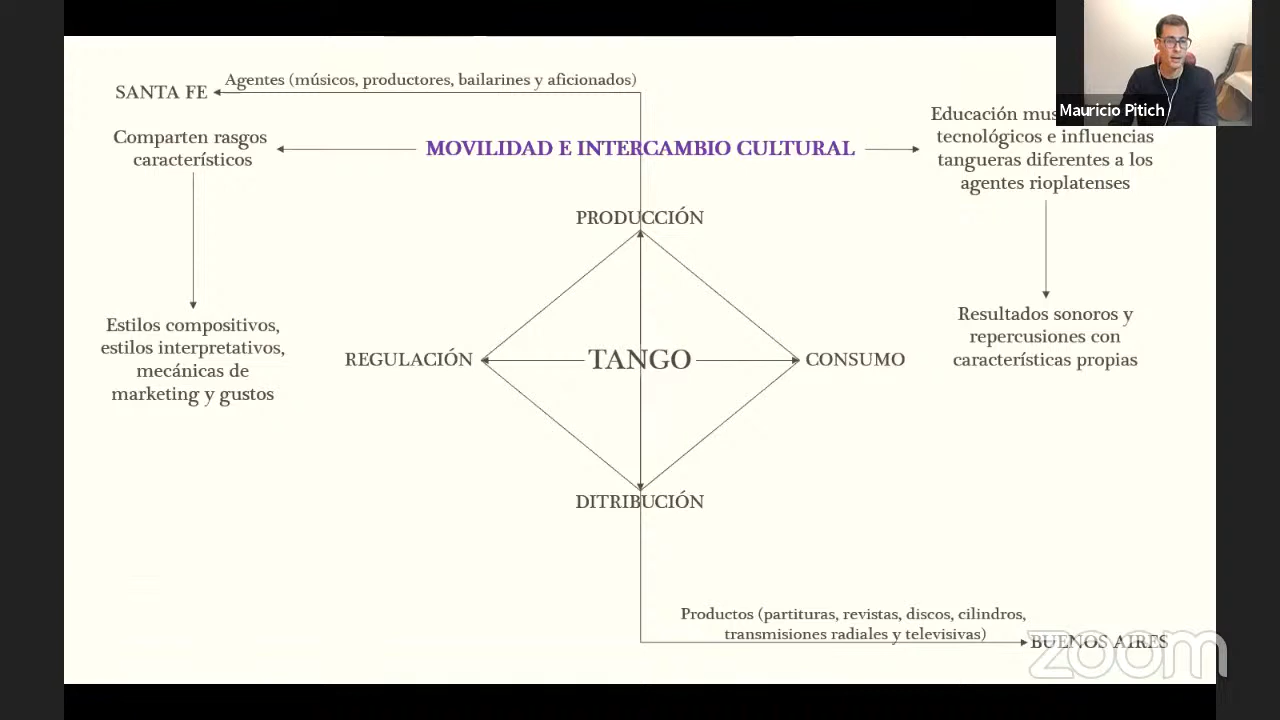 Agentes (músicos, productores, bailarines y aficionados)
SANTA FE
Mauricio Pitich
Comparten rasgos
característicos
MOVILIDAD E INTERCAMBIO CULTURAL
Educación
tecnológicos e influencias
tangueras diferentes a los
agentes rioplatenses
PRODUCCIÓN
Estilos compositivos,
estilos interpretativos,
mecánicas de
marketing y gustos
REGULACIÓN
TANGO
CONSUMO
Resultados sonoros y
repercusiones con
características propias
DITRIBUCIÓN
Productos (partituras, revistas, discos, cilindros,
transmisiones radiales y televisivas)
BUENOS AIRES
zoom